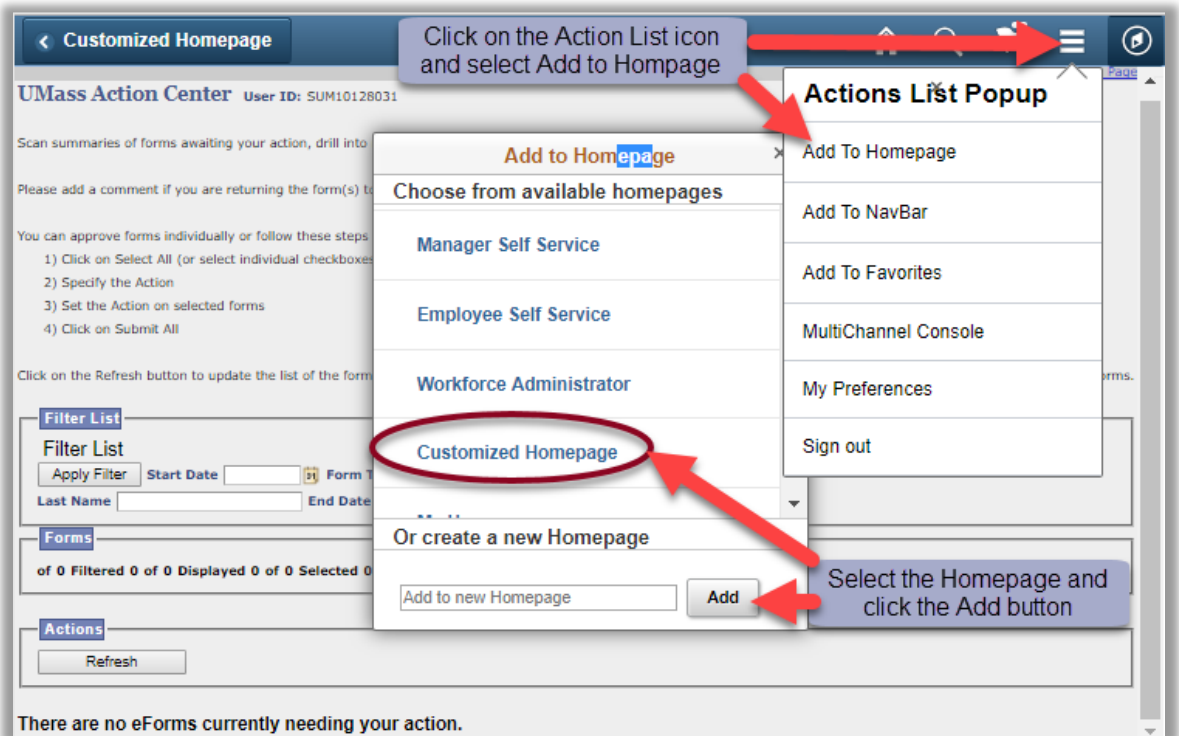 Customized Homepage
Click on the Action List icon
and select Add to Hompage
Page
UMass Action Center User ID: SUM10128031
Actions List Popup
Add To Homepage
Add To NavBar
Add To Favorites
MultiChannel Console
My Preferences
Sign out
Scan summaries of forms awaiting your action, drill into
Please add a comment if you are returning the form(s) to
You can approve forms individually or follow these steps
1) Click on Select All (or select individual checkboxes
2) Specify the Action
3) Set the Action on selected forms
4) Click on Submit All
Click on the Refresh button to update the list of the form
orms.
Add to Homepage
Choose from available homepages
Manager Self Service
Employee Self Service
Workforce Administrator
Customized Homepage
Or create a new Homepage
Add to new Homepage Add
Select the Homepage and
click the Add button
Filter List
Filter List
Apply Filter Start Date Form T
Last Name End Date
Forms
of 0 Filtered 0 of 0 Displayed 0 of 0 Selected 0
Actions
Refresh
There are no eForms currently needing your action.